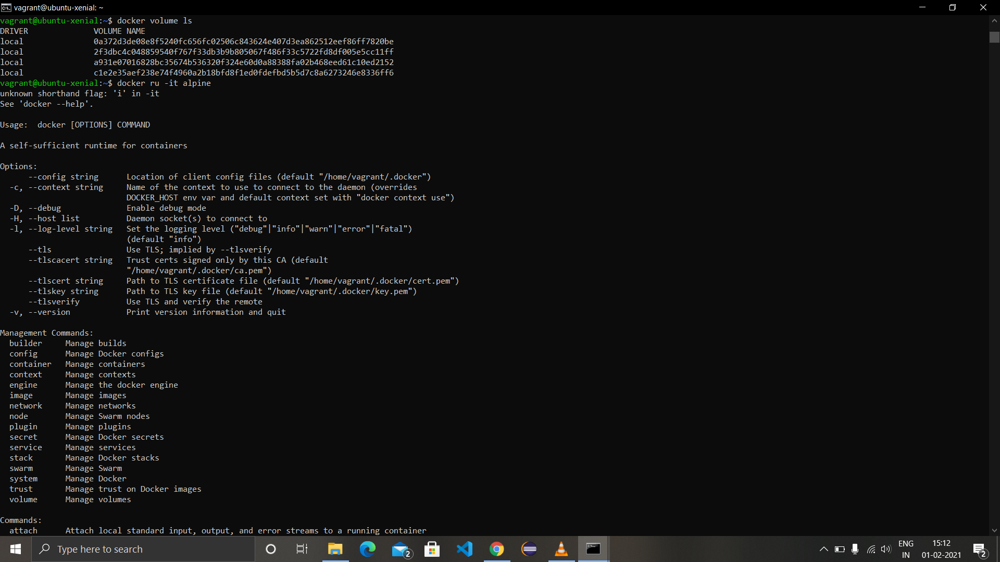 vagrant@ubuntu-xenial: ~
vagrant@ubuntu-xenial:~$ docker volume ls
DRIVER              VOLUME NAME
local               0a372d3de08e8f5240fc656fc02506c843624e407d3ea862512eef86ff7820be
local               2f3dbc4c048859540f767f33db3b9b805067f486f33c5722fd8df005e5cc11ff
local               a931e07016828bc35674b536320f324e60d0a88388fa02b468eed61c10ed2152
local               c1e2e35aef238e74f4960a2b18bfd8f1ed0fdefbd5b5d7c8a6273246e8336ff6
vagrant@ubuntu-xenial:~$ docker ru -it alpine
unknown shorthand flag: 'i' in -it
See 'docker --help'.
Usage:  docker [OPTIONS] COMMAND
A self-sufficient runtime for containers
Options:
      --config string      Location of client config files (default "/home/vagrant/.docker")
  -c, --context string     Name of the context to use to connect to the daemon (overrides
                           DOCKER_HOST env var and default context set with "docker context use")
  -D, --debug              Enable debug mode
  -H, --host list          Daemon socket(s) to connect to
  -l, --log-level string   Set the logging level ("debug"|"info"|"warn"|"error"|"fatal")
                           (default "info")
      --tls                Use TLS; implied by --tlsverify
      --tlscacert string   Trust certs signed only by this CA (default
                           "/home/vagrant/.docker/ca.pem")
      --tlscert string     Path to TLS certificate file (default "/home/vagrant/.docker/cert.pem")
      --tlskey string      Path to TLS key file (default "/home/vagrant/.docker/key.pem")
      --tlsverify          Use TLS and verify the remote
  -v, --version            Print version information and quit
Management Commands:
  builder     Manage builds
  config      Manage Docker configs
  container   Manage containers
  context     Manage contexts
  engine      Manage the docker engine
  image       Manage images
  network     Manage networks
  node        Manage Swarm nodes
  plugin      Manage plugins
  secret      Manage Docker secrets
  service     Manage services
  stack       Manage Docker stacks
  swarm       Manage Swarm
  system      Manage Docker
  trust       Manage trust on Docker images
  volume      Manage volumes
Commands:
  attach      Attach local standard input, output, and error streams to a running container
Type here to search
2
ENG
IN
15:12
01-02-2021
2